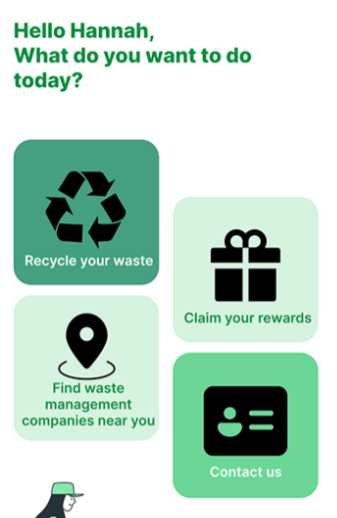 Hello Hannah,
What do you want to do
today?
Recycle your waste
Claim your rewards
Find waste
management
companies near you
Contact us